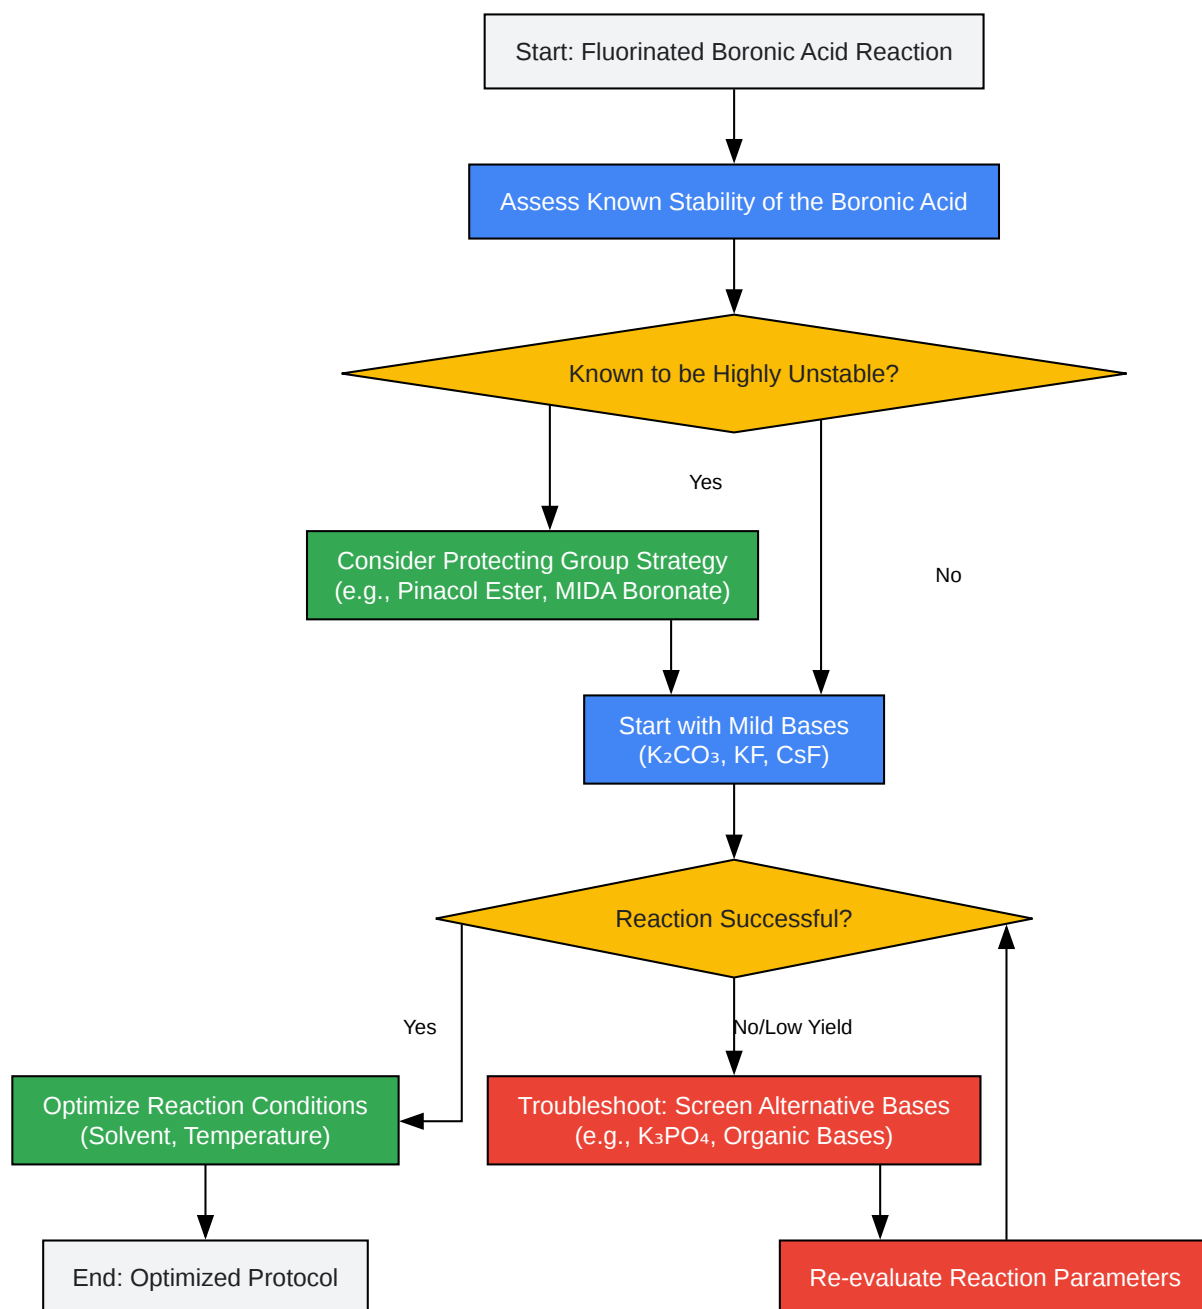 Start: Fluorinated Boronic Acid Reaction
Assess Known Stability of the Boronic Acid
Known to be Highly Unstable?
Yes
Consider Protecting Group Strategy
(e.g., Pinacol Ester, MIDA Boronate)
No
Start with Mild Bases
(K₂CO₃, KF, CsF)
Reaction Successful?
Yes
No/Low Yield
Optimize Reaction Conditions
(Solvent, Temperature)
Troubleshoot: Screen Alternative Bases
(e.g., K₃PO₄, Organic Bases)
End: Optimized Protocol
Re-evaluate Reaction Parameters